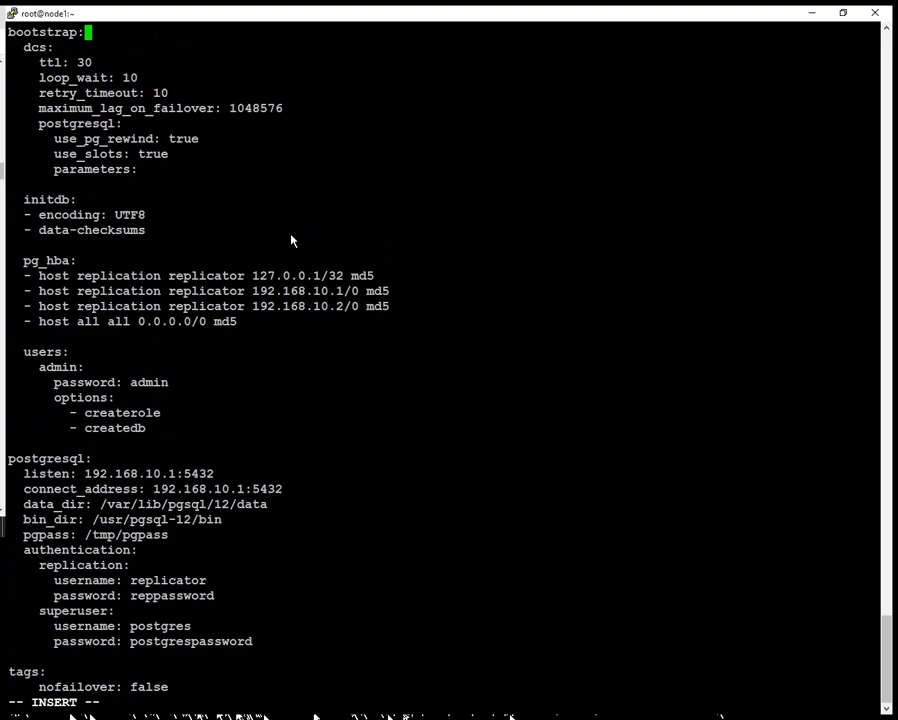 root@node1:~
bootstrap:
dcs:
ttl: 30
loop_wait: 10
retry_timeout: 10
maximum_lag_on_failover: 1048576
postgresql:
use_pg_rewind: true
use_slots: true
parameters:
initdb:
- encoding: UTF8
- data-checksums
pg_hba:
- host replication replicator 127.0.0.1/32 md5
- host replication replicator 192.168.10.1/0 md5
- host replication replicator 192.168.10.2/0 md5
- host all all 0.0.0.0/0 md5
users:
admin:
password: admin
options:
- createrole
- createdb
postgresql:
listen: 192.168.10.1:5432
connect_address: 192.168.10.1:5432
data_dir: /var/lib/pgsql/12/data
bin_dir: /usr/pgsql-12/bin
pgpass: /tmp/pgpass
authentication:
replication:
username: replicator
password: reppassword
superuser:
username: postgres
password: postgrespassword
tags:
nofailover: false
-- INSERT --